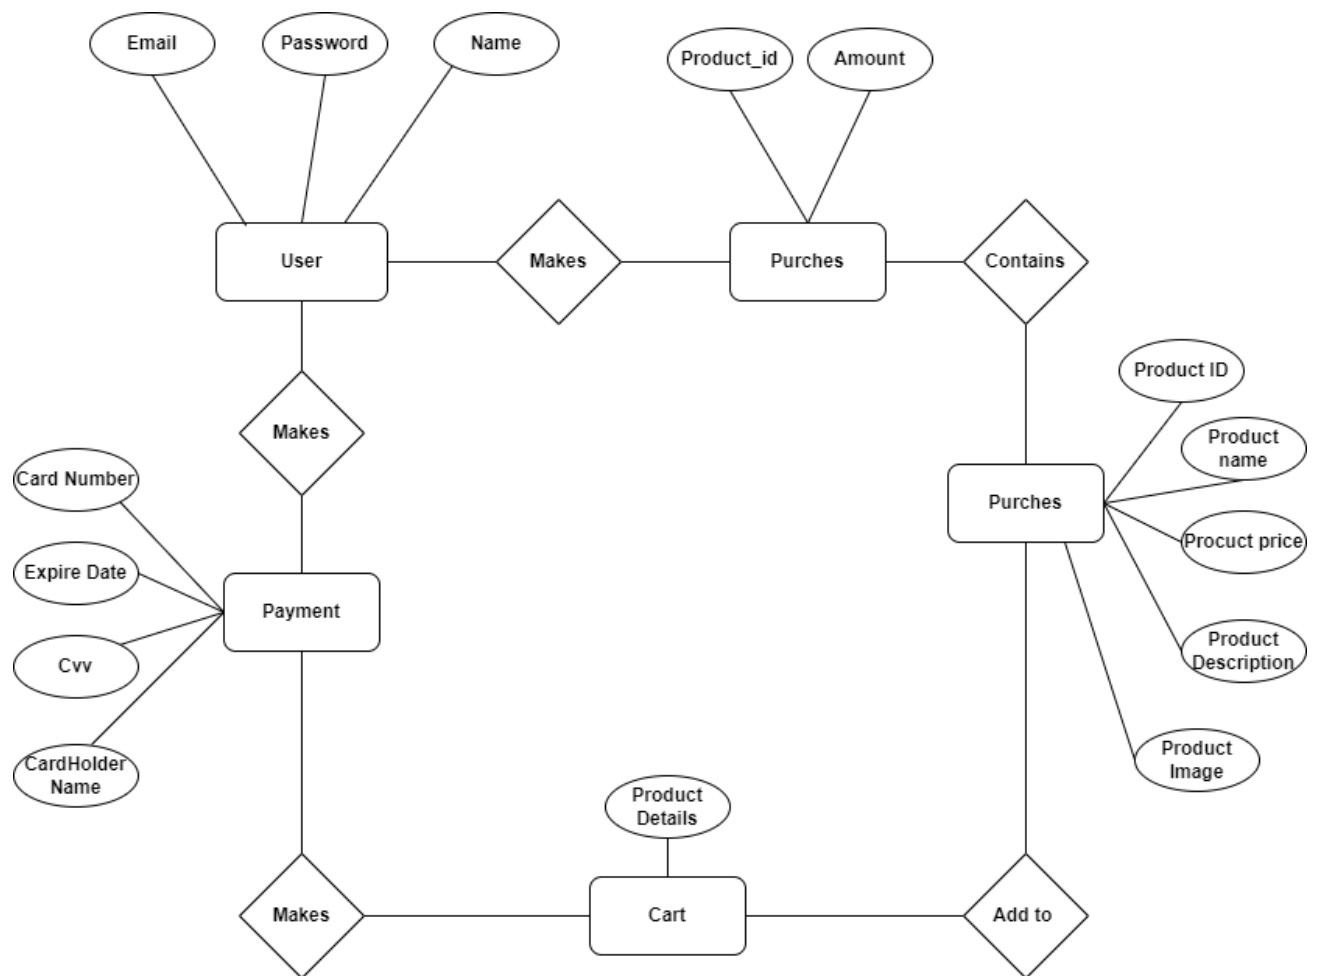 Email
Password
Name
Product_id
Amount
User
Makes
Purches
Contains
Product ID
Product
name
Makes
Card Number
Purches
Procuct price
Expire Date
Payment
Product
Description
Cvv
CardHolder
Name
Product
Image
Product
Details
Makes
Cart
Add to